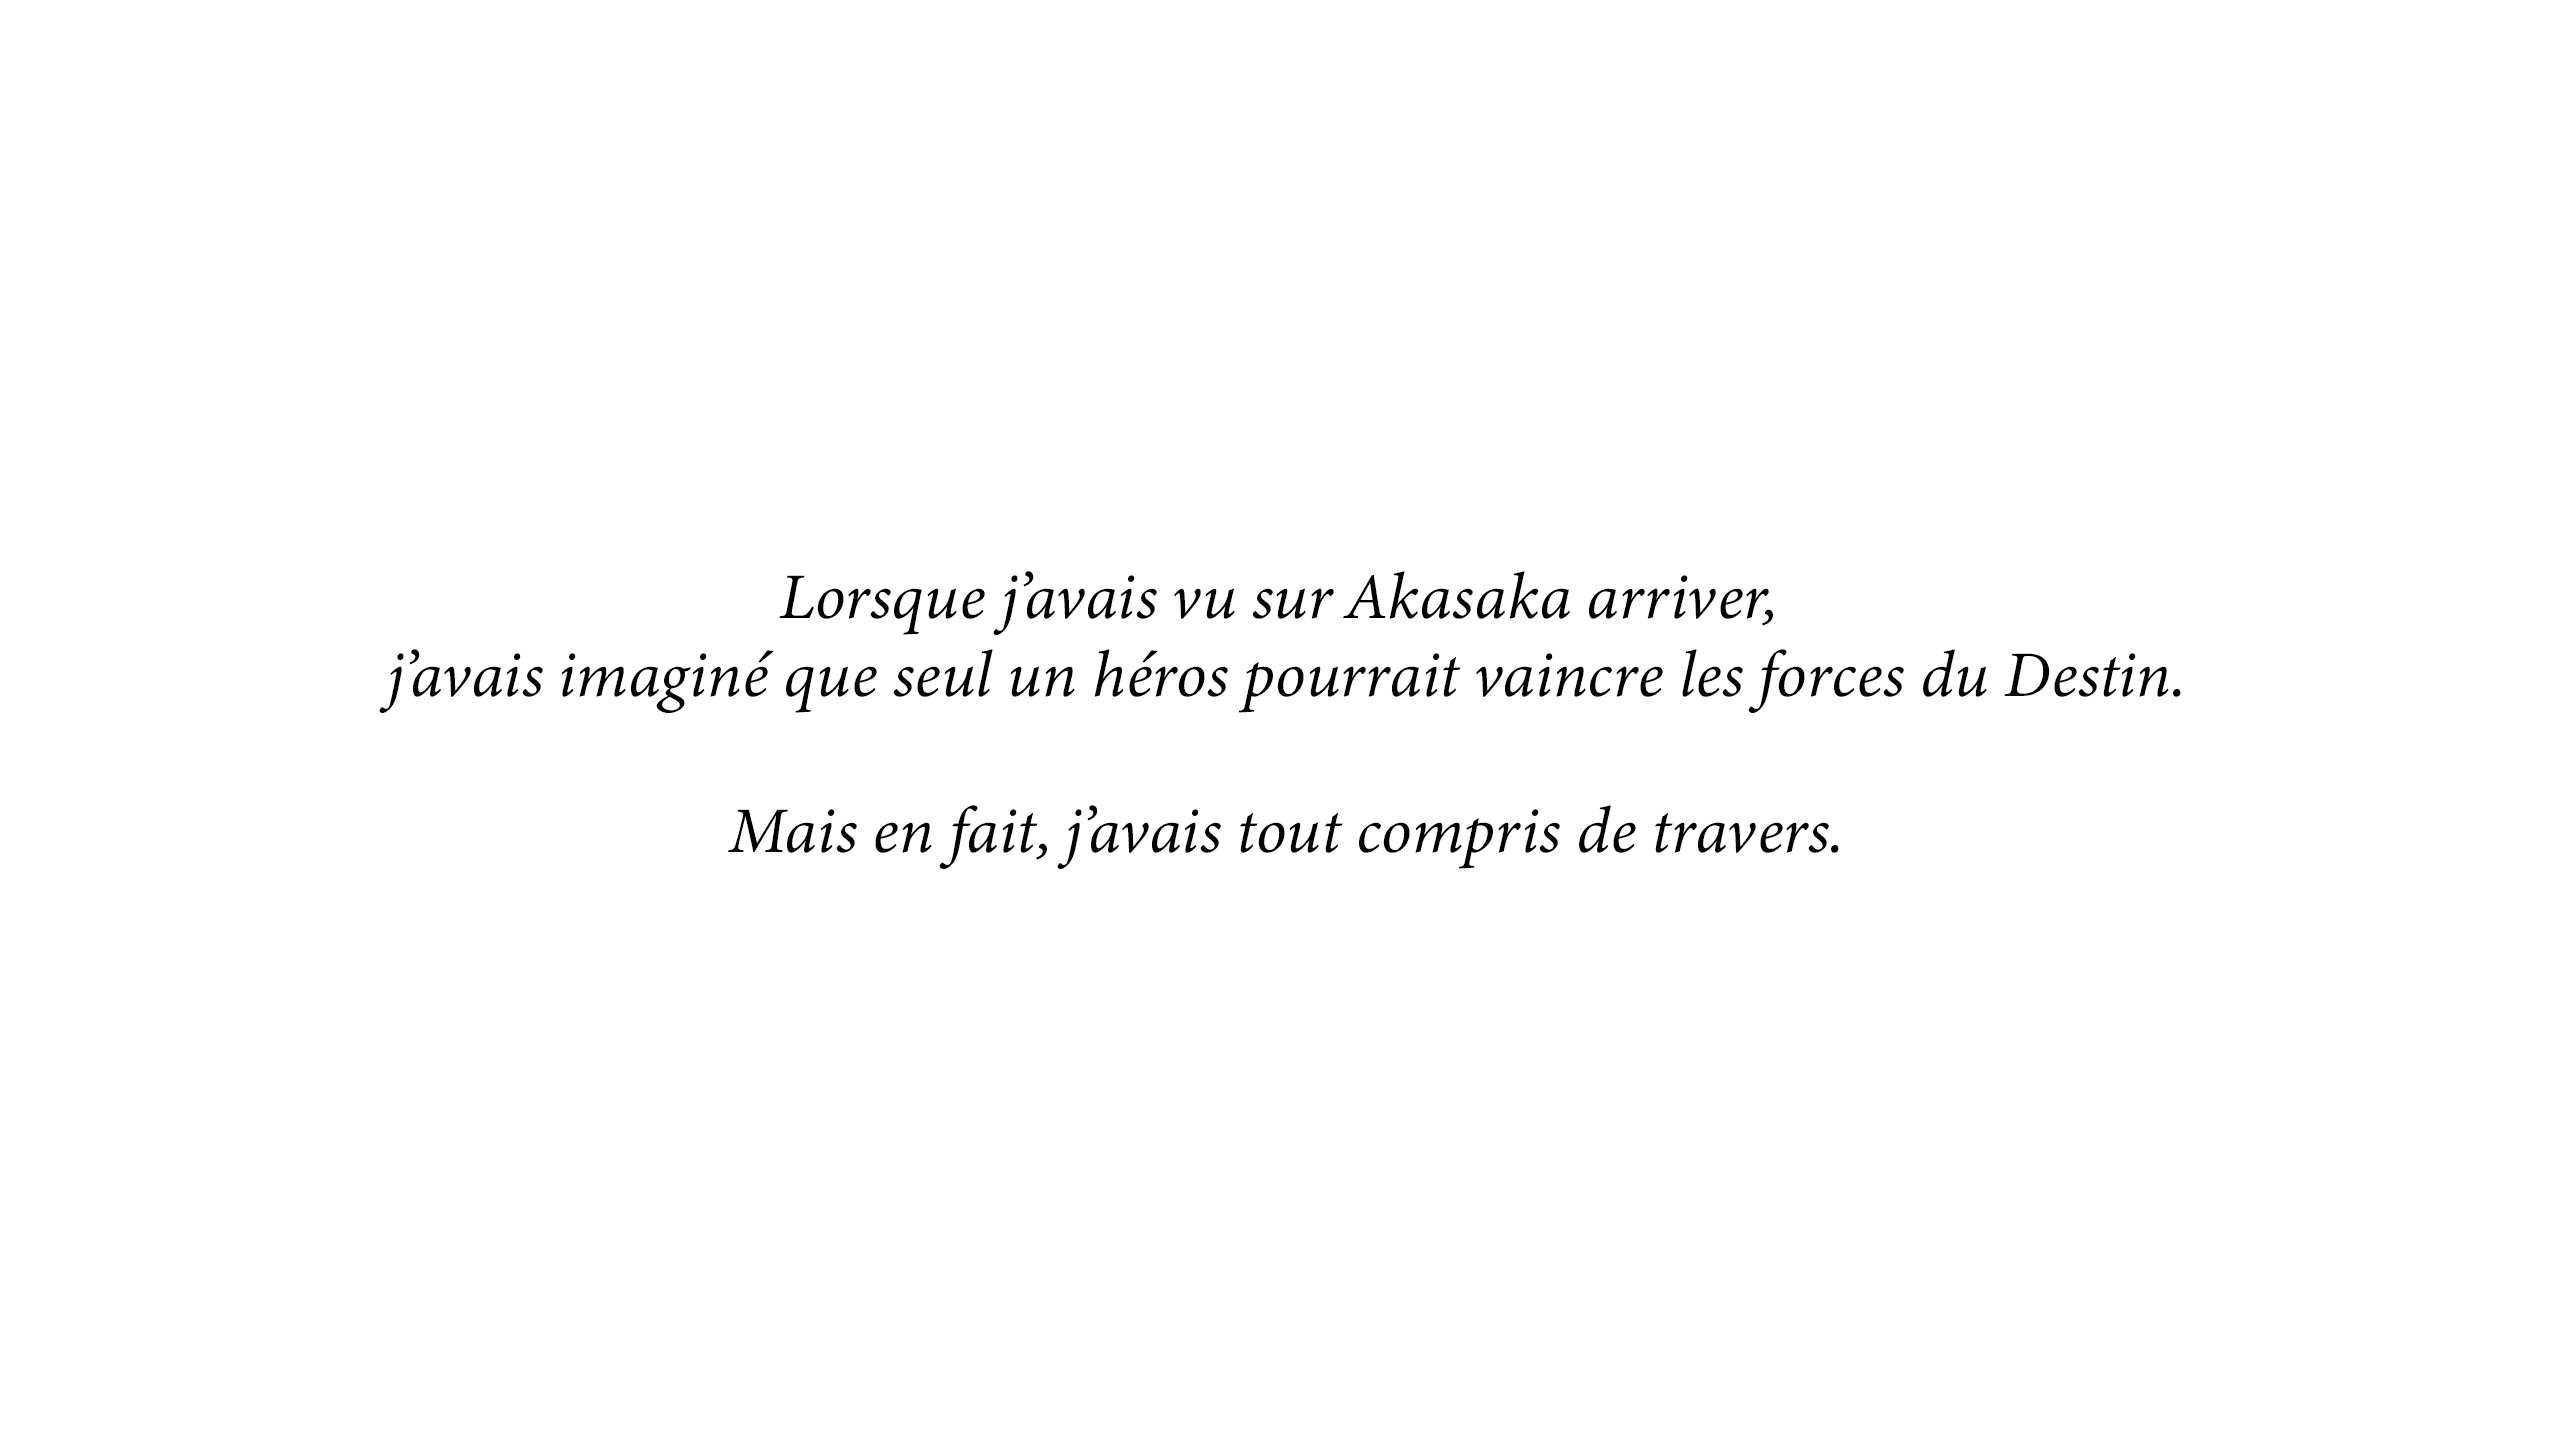 Lorsque j’avais vu sur Akasaka arriver,
j’avais imaginé que seul un héros pourrait vaincre les forces du Destin.
Mais en fait, j’avais tout compris de travers.